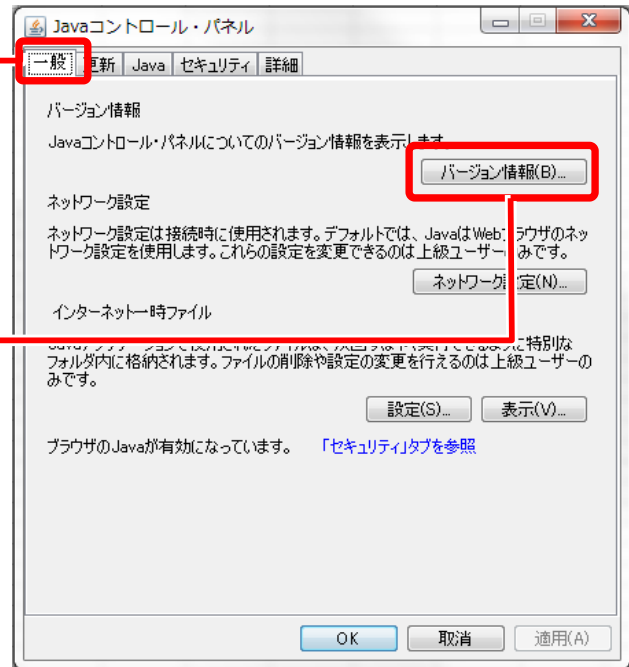 Javaコントロール・パネル
一般 更新 Java セキュリティ 詳細
バージョン情報
Javaコントロール・パネルについてのバージョン情報を表示します
バージョン情報(B)...
ネットワーク設定
ネットワーク設定は接続時に使用されます。デフォルトでは、JavaはWebブラウザのネッ
トワーク設定を使用します。これらの設定を変更できるのは上級ユーザーのみです。
ネットワーク設定(N)...
インターネット一時ファイル
特別な
フォルダ内に格納されます。ファイルの削除や設定の変更を行えるのは上級ユーザーの
みです。
設定(S)... 表示(V)...
ブラウザのJavaが有効になっています。 「セキュリティ」タブを参照
OK 取消 適用(A)